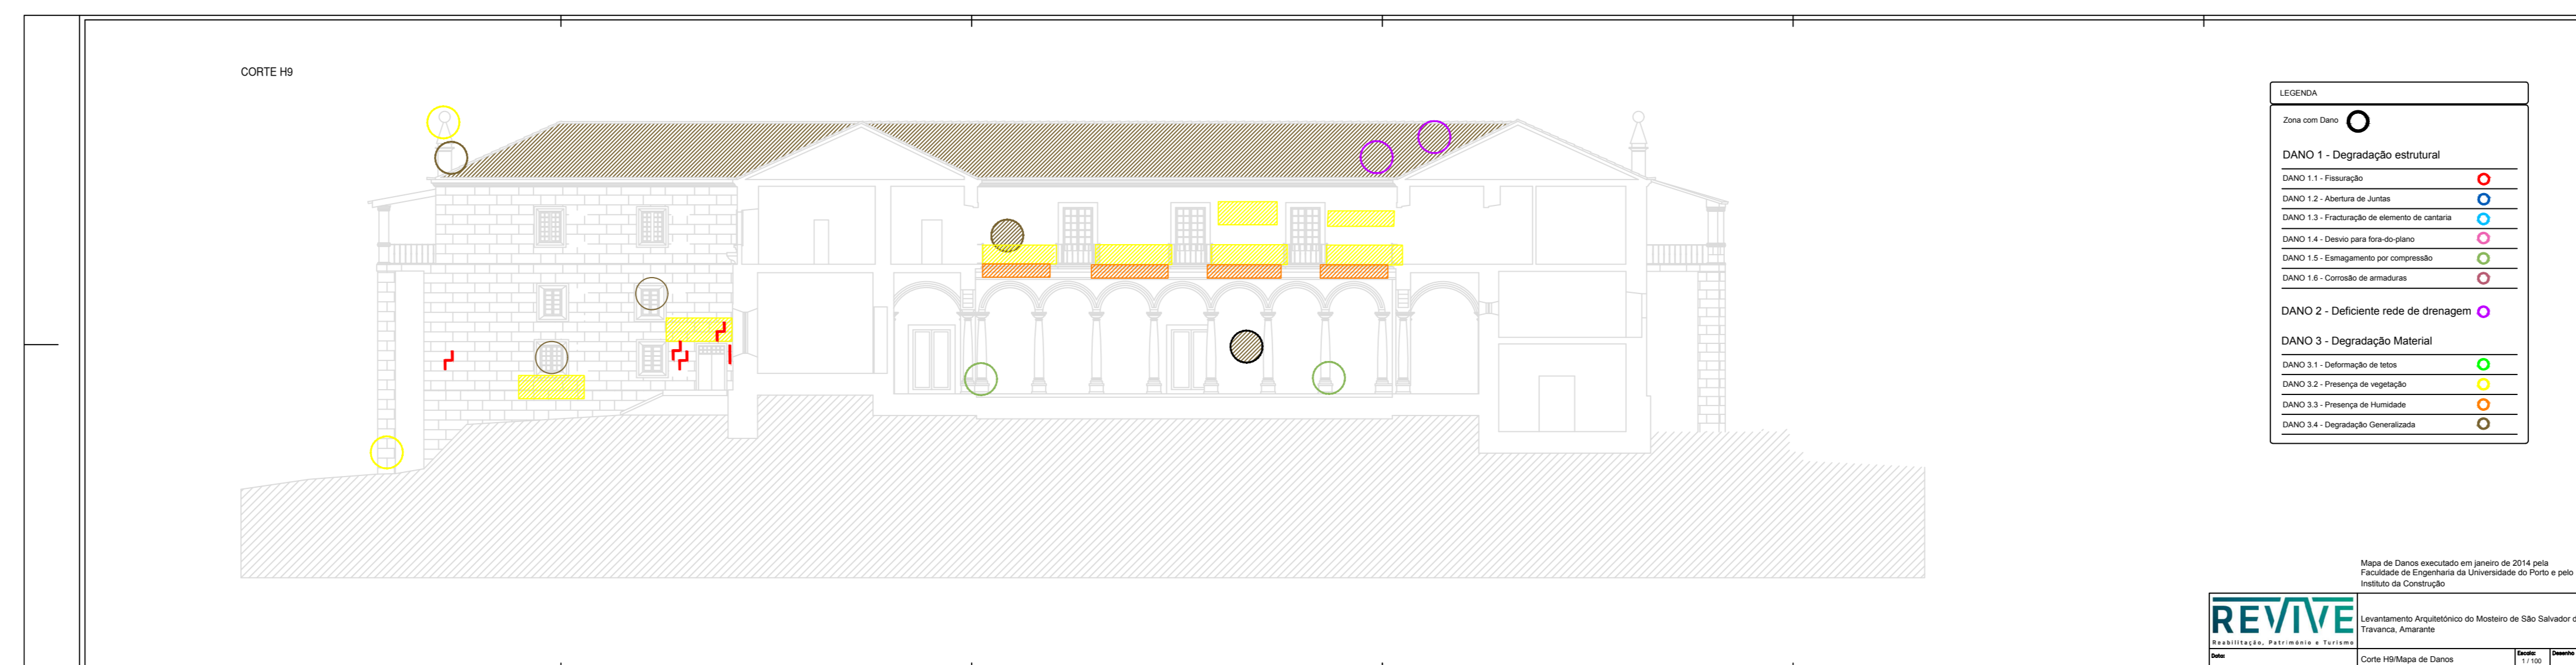 CORTE H9
LEGENDA
Zona com Dano
DANO 1 - Degradação estrutural
DANO 1.1 - Fissuração
DANO 1.2 - Abertura de Juntas
DANO 1.3 - Fracturação de elemento de cantaria
DANO 1.4 - Desvio para fora-do-plano
DANO 1.5 - Esmagamento por compressão
DANO 1.6 - Corrosão de armaduras
DANO 2 - Deficiente rede de drenagem
DANO 3 - Degradação Material
DANO 3.1 - Deformação de tetos
DANO 3.2 - Presença de vegetação
DANO 3.3 - Presença de Humidade
DANO 3.4 - Degradação Generalizada
Mapa de Danos executado em janeiro de 2014 pela
Faculdade de Engenharia da Universidade do Porto e pelo
Instituto da Construção
REVIVE
Reabilitação, Património e Turismo
Levantamento Arquitetónico do Mosteiro de São Salvador
Travanca, Amarante
Data:
Corte H9/Mapa de Danos
Escala:
1 / 100
Desenho